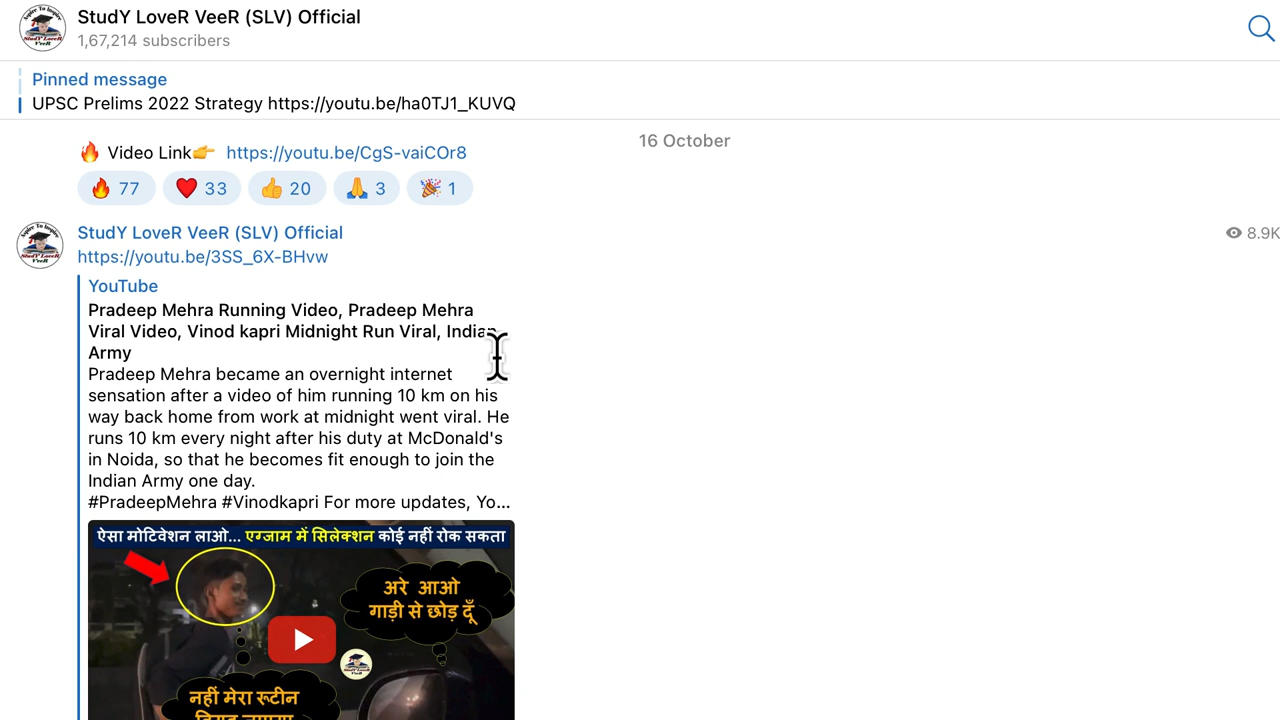 StudY LoveR VeeR (SLV) Official
1,67,214 subscribers
Pinned message
UPSC Prelims 2022 Strategy https://youtu.be/ha0TJ1_KUVQ
16 October
🔥 Video Link👉 https://youtu.be/CgS-vaiCOr8
🔥 77 ❤️ 33 👍 20 🙏 3 🎉 1
StudY LoveR VeeR (SLV) Official
8.9K
https://youtu.be/3SS_6X-BHvw
YouTube
Pradeep Mehra Running Video, Pradeep Mehra
Viral Video, Vinod kapri Midnight Run Viral, Indian
Army
Pradeep Mehra became an overnight internet
sensation after a video of him running 10 km on his
way back home from work at midnight went viral. He
runs 10 km every night after his duty at McDonald's
in Noida, so that he becomes fit enough to join the
Indian Army one day.
#PradeepMehra #Vinodkapri For more updates, Yo...
ऐसा मोटिवेशन लाओ... एग्जाम में सिलेक्शन कोई नहीं रोक सकता
अरे आओ
गाड़ी से छोड़ दूँ
नहीं मेरा रूटीन